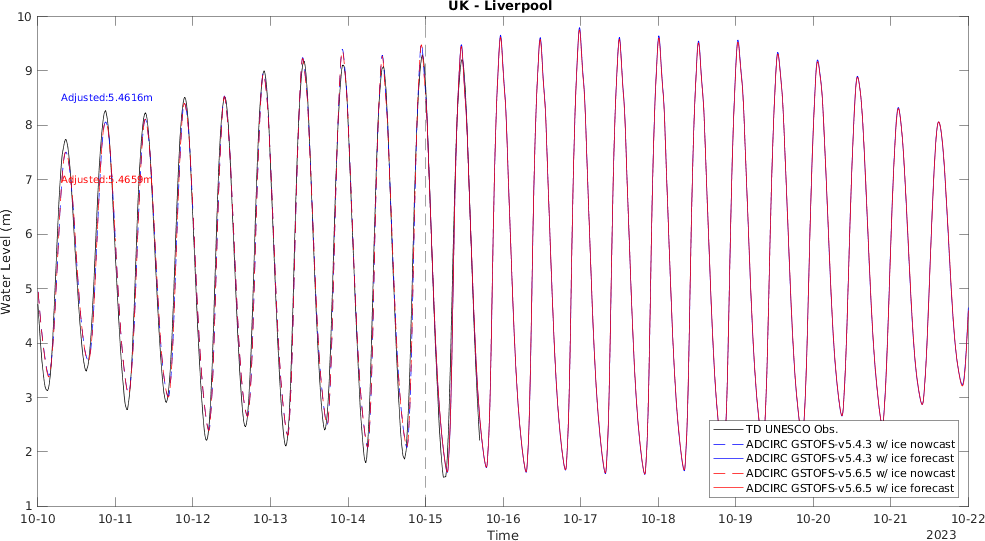 UK - Liverpool
10
9
8
7
6
5
4
3
2
1
Water Level (m)
Adjusted:5.4616m
Adjusted:5.4659m
TD UNESCO Obs.
ADCIRC GSTOFS-v5.4.3 w/ ice nowcast
ADCIRC GSTOFS-v5.4.3 w/ ice forecast
ADCIRC GSTOFS-v5.6.5 w/ ice nowcast
ADCIRC GSTOFS-v5.6.5 w/ ice forecast
10-10 10-11 10-12 10-13 10-14 10-15 10-16 10-17 10-18 10-19 10-20 10-21 10-22
Time
2023